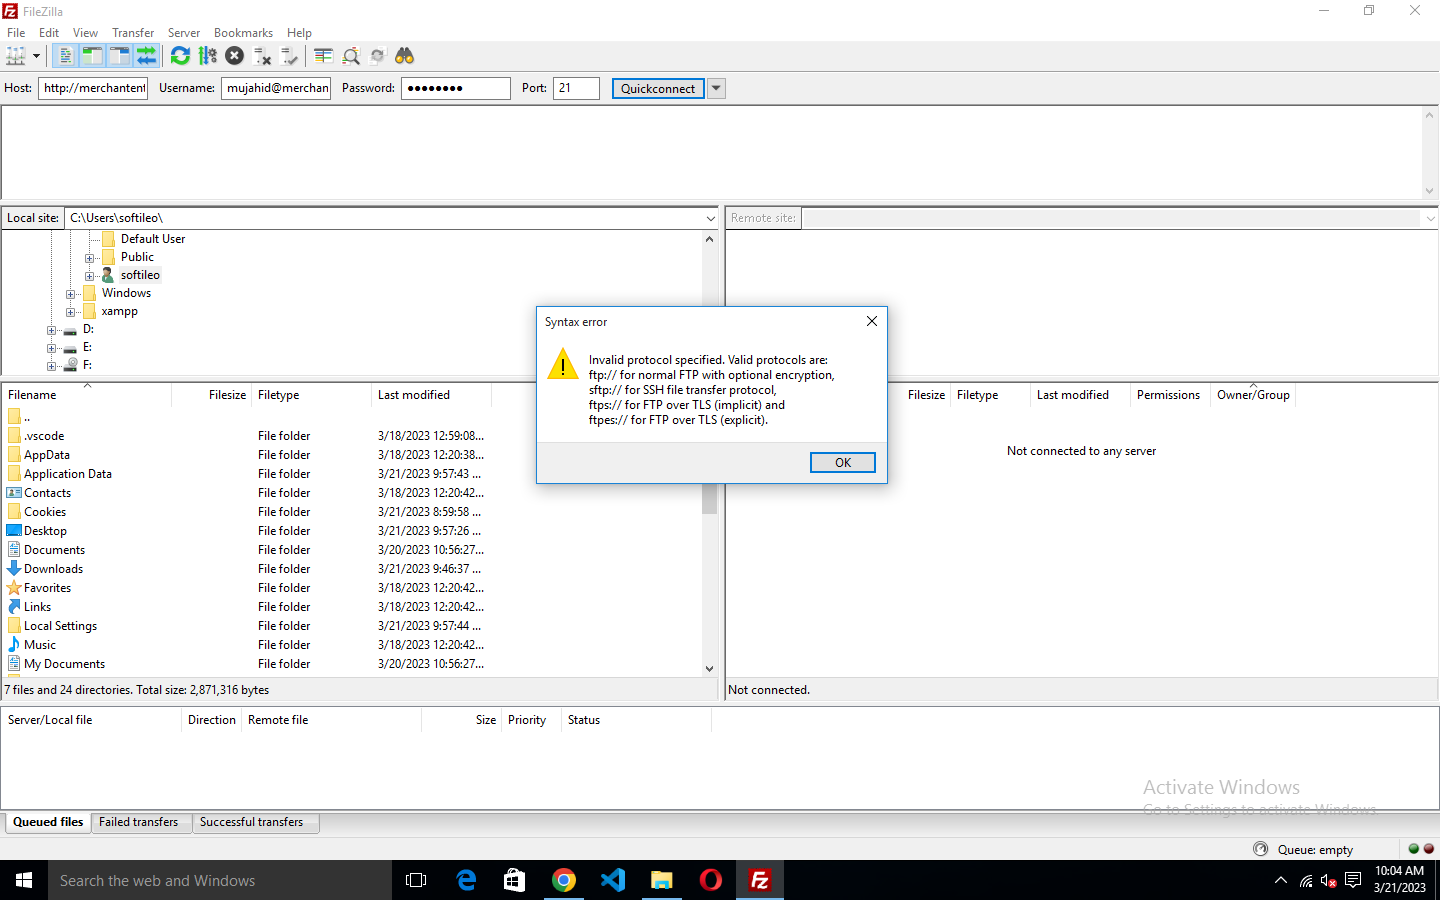 FileZilla
File Edit View Transfer Server Bookmarks Help
Host: http://merchantent Username: mujahid@merchan Password: ●●●●●●●● Port: 21 Quickconnect
Local site: C:\Users\softileo\
Remote site:
Default User
Public
softileo
Windows
xampp
D:
E:
F:
Syntax error
Invalid protocol specified. Valid protocols are:
ftp:// for normal FTP with optional encryption,
sftp:// for SSH file transfer protocol,
ftps:// for FTP over TLS (implicit) and
ftpes:// for FTP over TLS (explicit).
OK
Filename Filesize Filetype Last modified
..
.vscode File folder 3/18/2023 12:59:08...
AppData File folder 3/18/2023 12:20:38...
Application Data File folder 3/21/2023 9:57:43 ...
Contacts File folder 3/18/2023 12:20:42...
Cookies File folder 3/21/2023 8:59:58 ...
Desktop File folder 3/21/2023 9:57:26 ...
Documents File folder 3/20/2023 10:56:27...
Downloads File folder 3/21/2023 9:46:37 ...
Favorites File folder 3/18/2023 12:20:42...
Links File folder 3/18/2023 12:20:42...
Local Settings File folder 3/21/2023 9:57:44 ...
Music File folder 3/18/2023 12:20:42...
My Documents File folder 3/20/2023 10:56:27...
7 files and 24 directories. Total size: 2,871,316 bytes
Filesize Filetype Last modified Permissions Owner/Group
Not connected to any server
Not connected.
Server/Local file Direction Remote file Size Priority Status
Activate Windows
Go to Settings to activate Windows.
Queued files Failed transfers Successful transfers
Queue: empty
Search the web and Windows
10:04 AM
3/21/2023